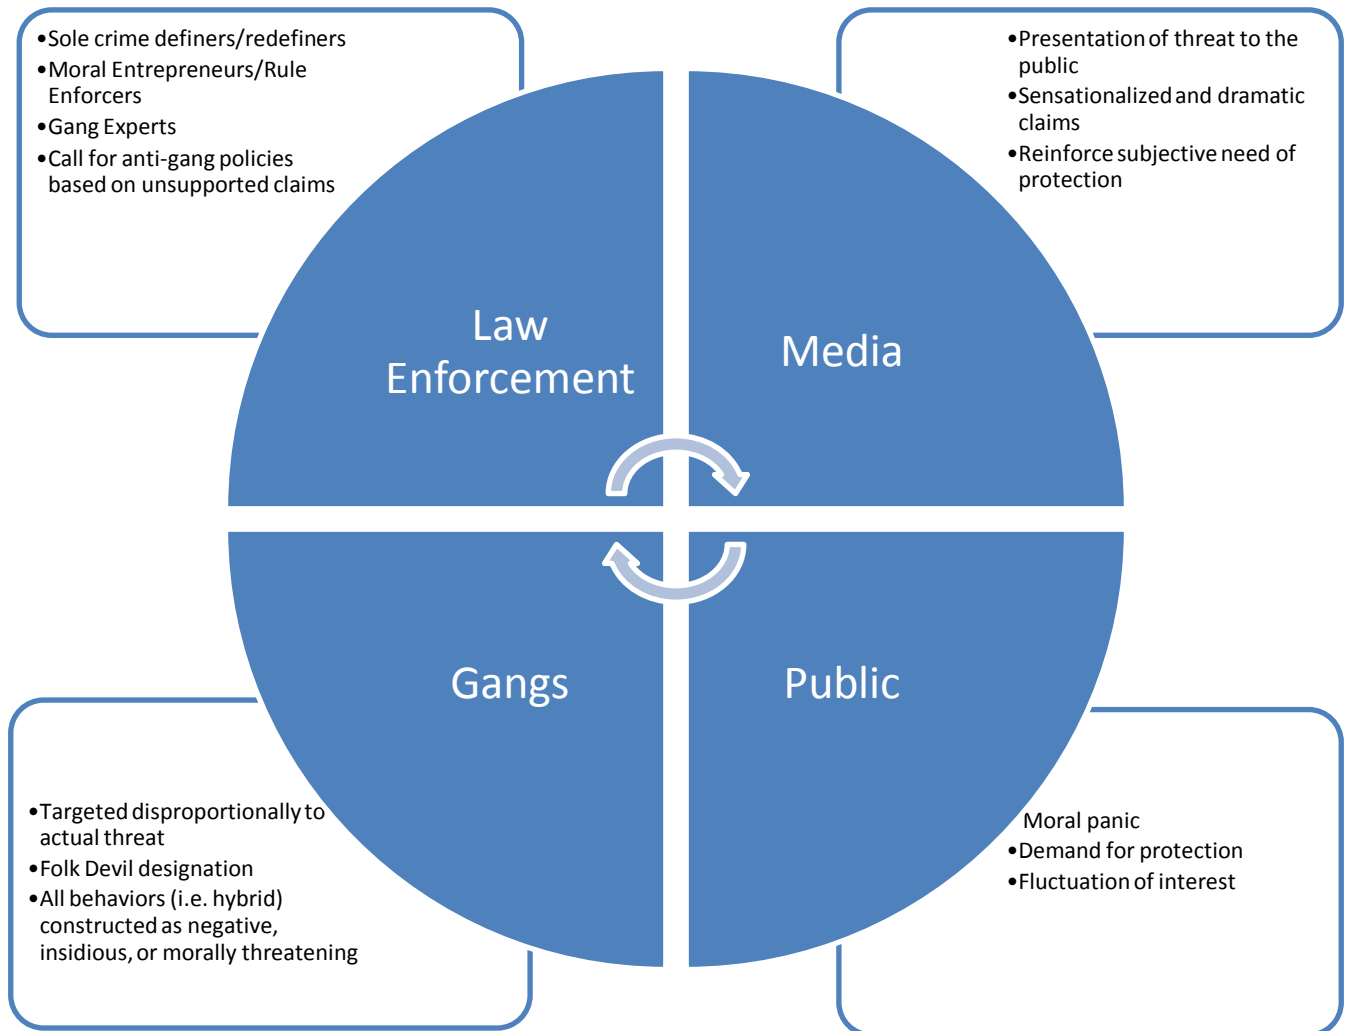 •Sole crime definers/redefiners
•Moral Entrepreneurs/Rule
Enforcers
•Gang Experts
•Call for anti-gang policies
based on unsupported claims
•Presentation of threat to the
public
•Sensationalized and dramatic
claims
•Reinforce subjective need of
protection
Law
Enforcement
Media
Gangs
Public
•Targeted disproportionally to
actual threat
•Folk Devil designation
•All behaviors (i.e. hybrid)
constructed as negative,
insidious, or morally threatening
Moral panic
•Demand for protection
•Fluctuation of interest